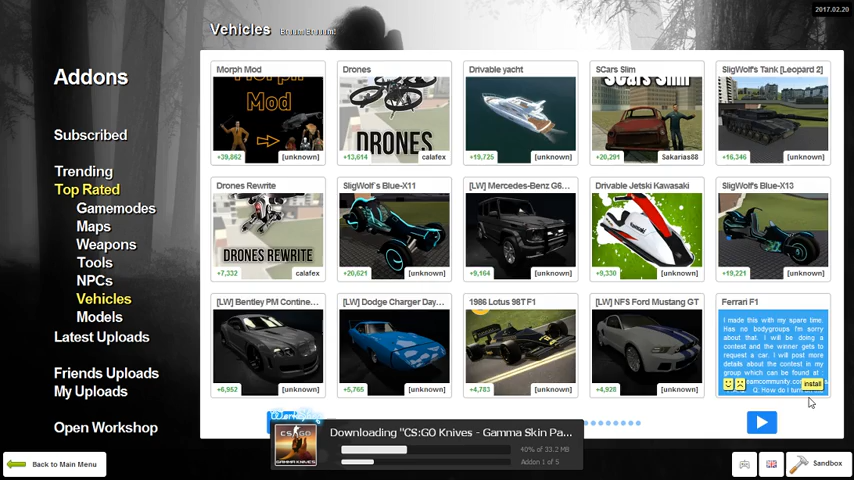 2017.02.20
Vehicles
Addons
Subscribed
Trending
Top Rated
Gamemodes
Maps
Weapons
Tools
NPCs
Vehicles
Models
Latest Uploads
Friends Uploads
My Uploads
Open Workshop
Back to Main Menu
Morph Mod
Morph
Mod
+39,862 [unknown]
Drones
DRONES
+13,614 calafex
Drivable yacht
+19,725 [unknown]
SCars Slim
SCars Slim
+20,291 Sakarias88
SligWolf's Tank [Leopard 2]
+16,346 [unknown]
Drones Rewrite
DRONES REWRITE
+7,332 calafex
SligWolf's Blue-X11
+20,621 [unknown]
[LW] Mercedes-Benz G6...
+9,164 [unknown]
Drivable Jetski Kawasaki
+9,330 [unknown]
SligWolf's Blue-X13
+19,221 [unknown]
[LW] Bentley PM Contine...
+6,952 [unknown]
[LW] Dodge Charger Day...
+5,765 [unknown]
1986 Lotus 98T F1
+4,783 [unknown]
[LW] NFS Ford Mustang GT
+4,928 [unknown]
Ferrari F1
I made this with my spare time.
Has no bodygroups I'm sorry
about that. I will be doing a
contest and the winner gets to
request a car. I will post more
details about the contest in my
group which can be found at :
install
Q: How do I turn
CS:GO
GAMMA KNIVES
Downloading "CS:GO Knives - Gamma Skin Pa...
40% of 33.2 MB
Addon 1 of 5
Sandbox